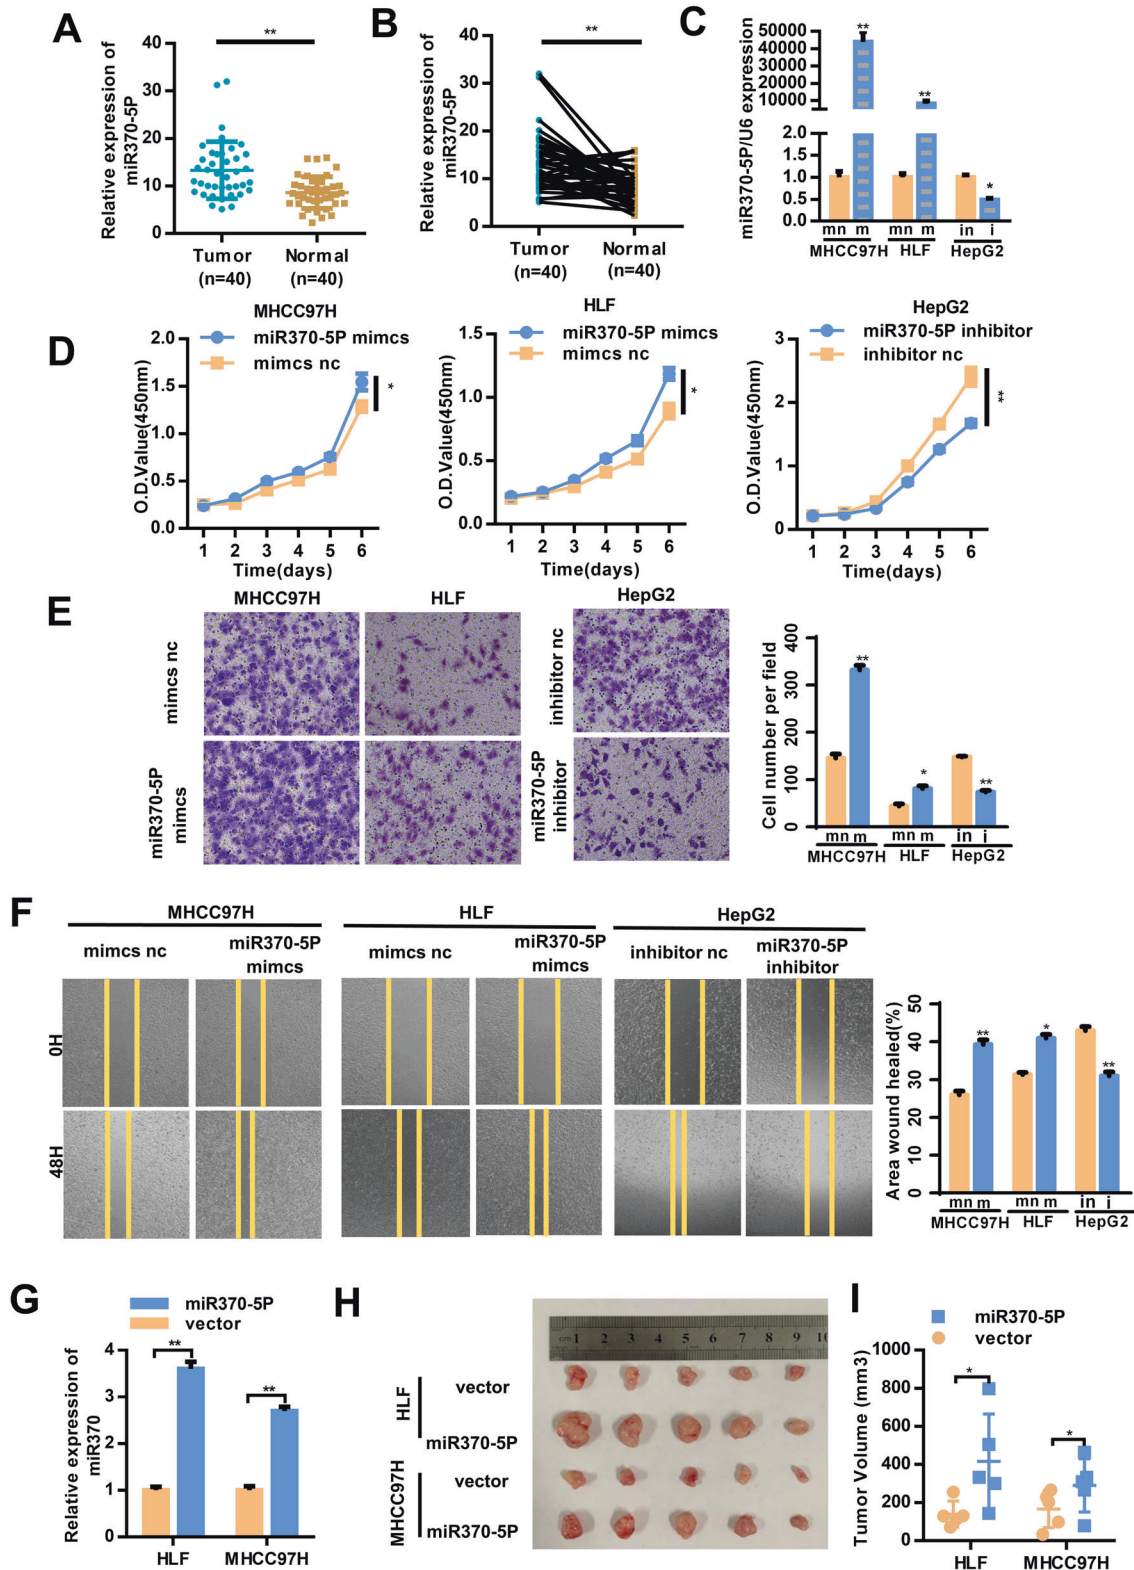 A
Relative expression of
miR370-5P
40
30
20
10
0
**
Tumor
(n=40)
Normal
(n=40)
B
Relative expression of
miR370-5P
40
30
20
10
0
**
Tumor
(n=40)
Normal
(n=40)
C
miR370-5P/U6 expression
50000
40000
30000
20000
10000
2.0
1.5
1.0
0.5
0.0
**
**
*
mn m
mn m
in i
MHCC97H
HLF
HepG2
D
MHCC97H
miR370-5P mimcs
mimcs nc
O.D.Value(450nm)
2.0
1.5
1.0
0.5
0.0
*
1 2 3 4 5 6
Time(days)
HLF
miR370-5P mimcs
mimcs nc
O.D.Value(450nm)
1.5
1.0
0.5
0.0
*
1 2 3 4 5 6
Time(days)
HepG2
miR370-5P inhibitor
inhibitor nc
O.D.Value(450nm)
3
2
1
0
**
1 2 3 4 5 6
Time(days)
E
MHCC97H
HLF
HepG2
mimcs nc
miR370-5P
mimcs
inhibitor nc
miR370-5P
inhibitor
Cell number per field
400
300
200
100
0
**
*
**
mn m
mn m
in i
MHCC97H
HLF
HepG2
F
MHCC97H
HLF
HepG2
mimcs nc
miR370-5P
mimcs
mimcs nc
miR370-5P
mimcs
inhibitor nc
miR370-5P
inhibitor
0H
48H
Area wound healed(%)
50
40
30
20
10
0
**
*
**
mn m
mn m
in i
MHCC97H
HLF
HepG2
G
miR370-5P
vector
Relative expression of
miR370
4
3
2
1
0
**
**
HLF
MHCC97H
H
cm 1 2 3 4 5 6 7 8 9 10
HLF
vector
miR370-5P
MHCC97H
vector
miR370-5P
I
miR370-5P
vector
Tumor Volume (mm3)
1000
800
600
400
200
0
*
*
HLF
MHCC97H